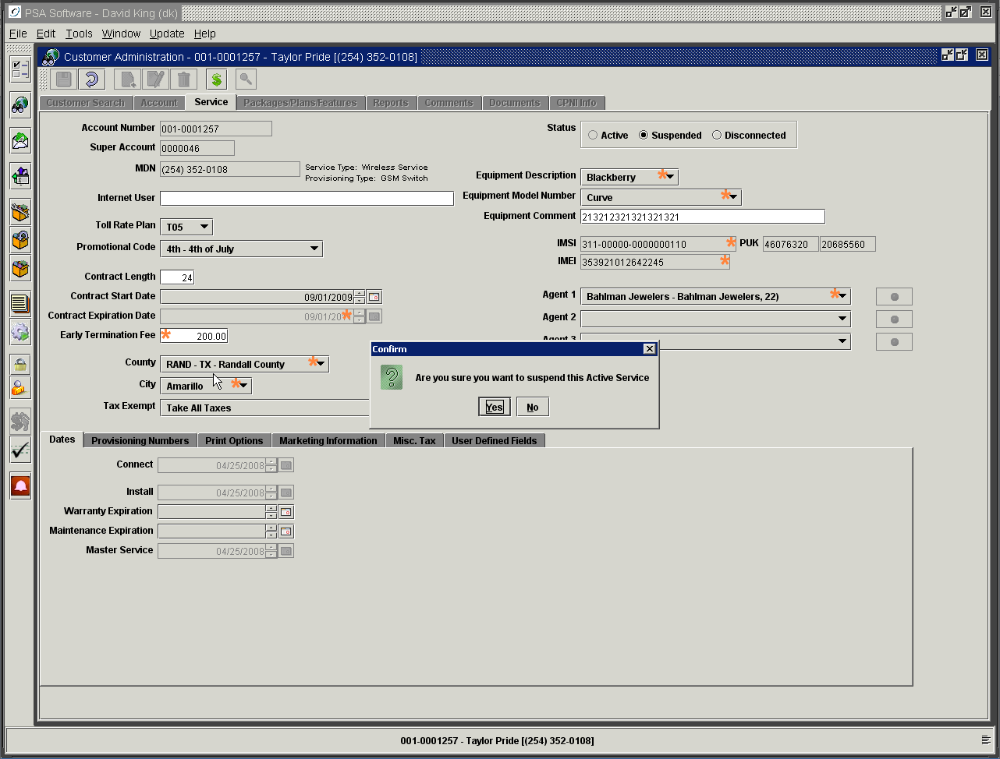 PSA Software - David King (dk)
File Edit Tools Window Update Help
Customer Administration - 001-0001257 - Taylor Pride [(254) 352-0108]
Customer Search Account Service Packages/Plans/Features Reports Comments Documents CPNI Info
Account Number 001-0001257
Super Account 0000046
MDN (254) 352-0108
Service Type: Wireless Service
Provisioning Type: GSM Switch
Internet User
Toll Rate Plan T05
Promotional Code 4th - 4th of July
Contract Length 24
Contract Start Date 09/01/2009
Contract Expiration Date 09/01/20
Early Termination Fee 200.00
County RAND - TX - Randall County
City Amarillo
Tax Exempt Take All Taxes
Status Active Suspended Disconnected
Equipment Description Blackberry
Equipment Model Number Curve
Equipment Comment 213212321321321321
IMSI 311-00000-0000000110 PUK 46076320 20685560
IMEI 353921012642245
Agent 1 Bahlman Jewelers - Bahlman Jewelers, 22)
Agent 2
Agent 3
Confirm
Are you sure you want to suspend this Active Service
Yes No
Dates Provisioning Numbers Print Options Marketing Information Misc. Tax User Defined Fields
Connect 04/25/2008
Install 04/25/2008
Warranty Expiration
Maintenance Expiration
Master Service 04/25/2008
001-0001257 - Taylor Pride [(254) 352-0108]